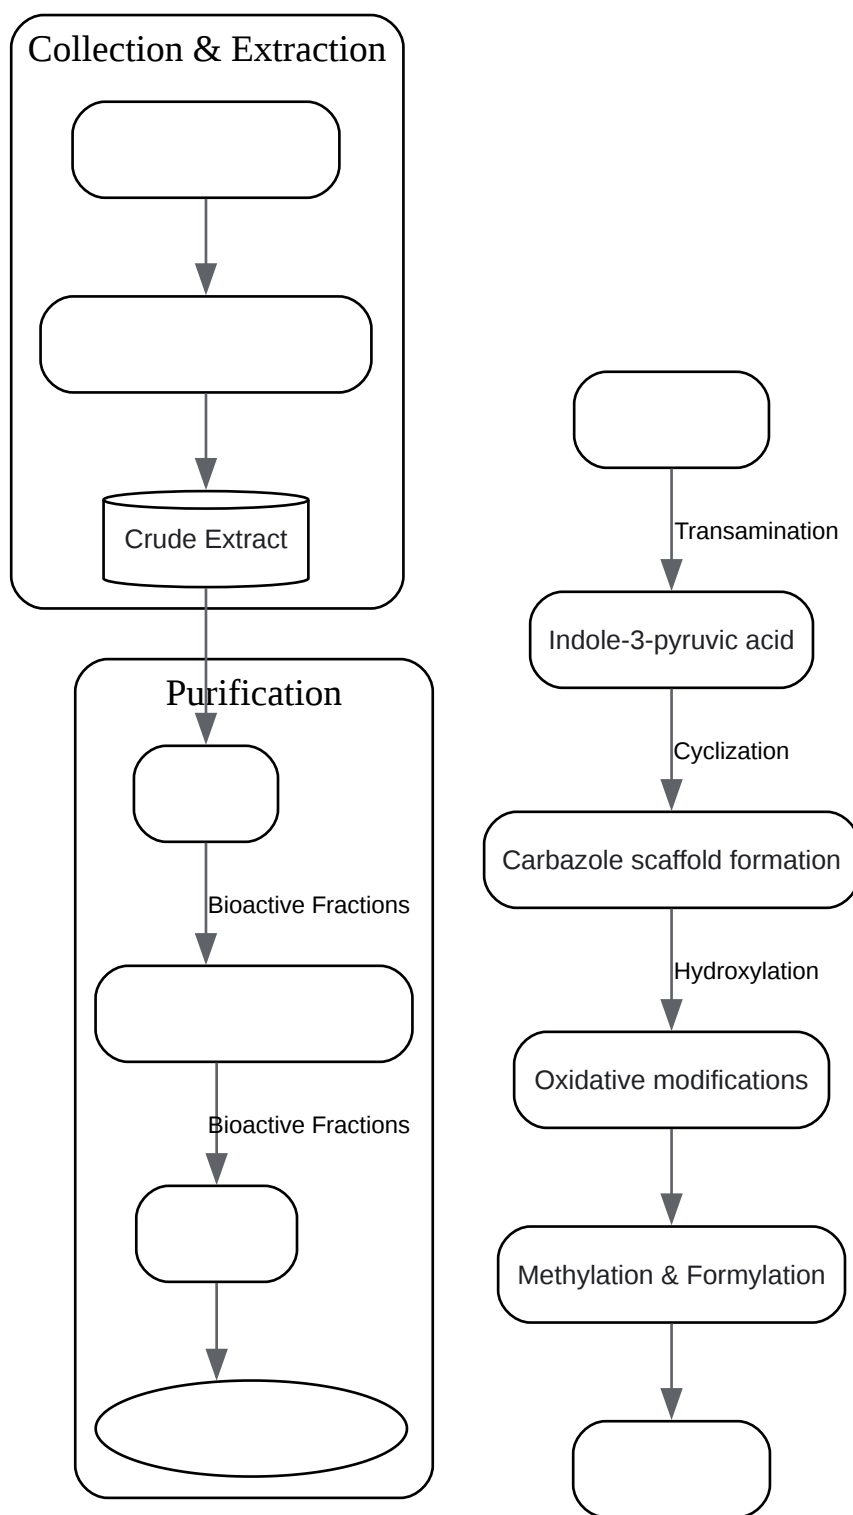 Collection & Extraction
Crude Extract
Purification
Bioactive Fractions
Bioactive Fractions
Transamination
Indole-3-pyruvic acid
Cyclization
Carbazole scaffold formation
Hydroxylation
Oxidative modifications
Methylation & Formylation